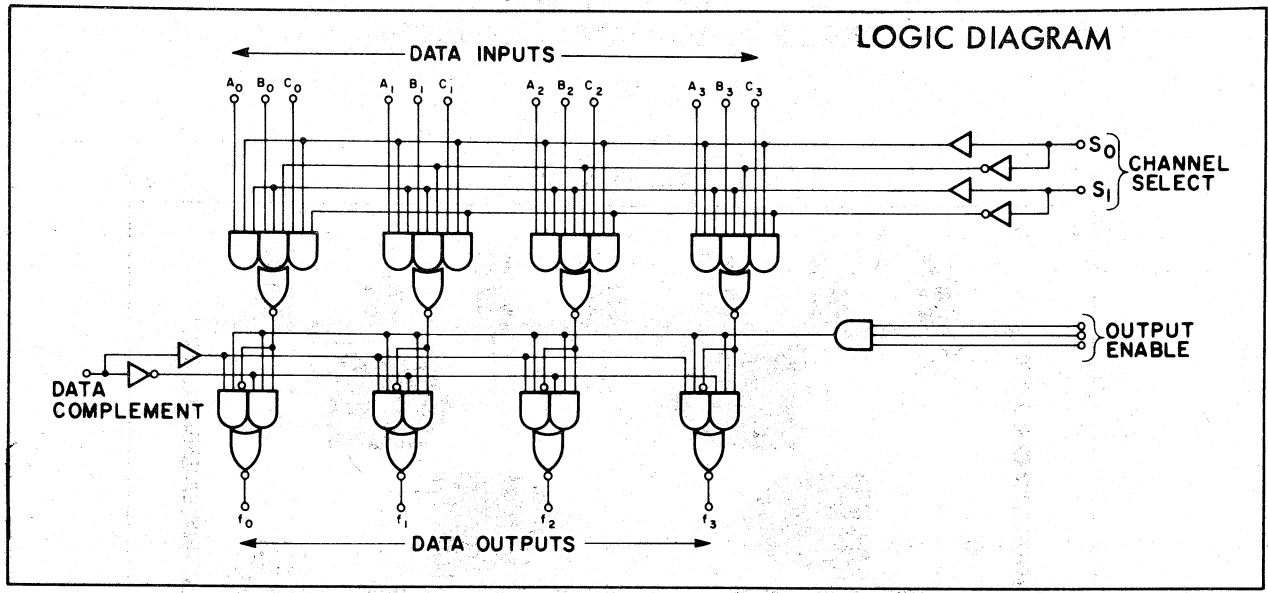 LOGIC DIAGRAM
DATA INPUTS
A0 B0 C0 A1 B1 C1 A2 B2 C2 A3 B3 C3
S0
CHANNEL
SELECT
S1
OUTPUT
ENABLE
DATA
COMPLEMENT
f0 f1 f2 f3
DATA OUTPUTS